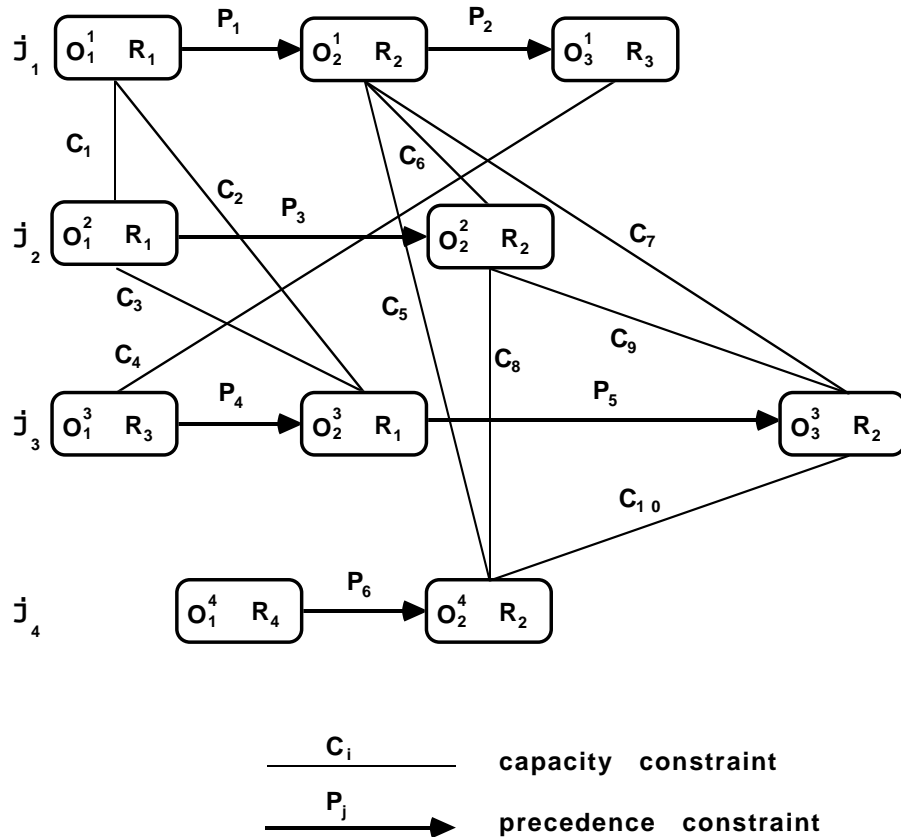 j₁ O₁¹ R₁ P₁ O₂¹ R₂ P₂ O₃¹ R₃
C₁ C₂ C₆
j₂ O₁² R₁ P₃ O₂² R₂ C₇
C₃ C₄ C₅ C₈ C₉
j₃ O₁³ R₃ P₄ O₂³ R₁ P₅ O₃³ R₂
C₁₀
j₄ O₁⁴ R₄ P₆ O₂⁴ R₂
Cᵢ capacity constraint
Pⱼ precedence constraint